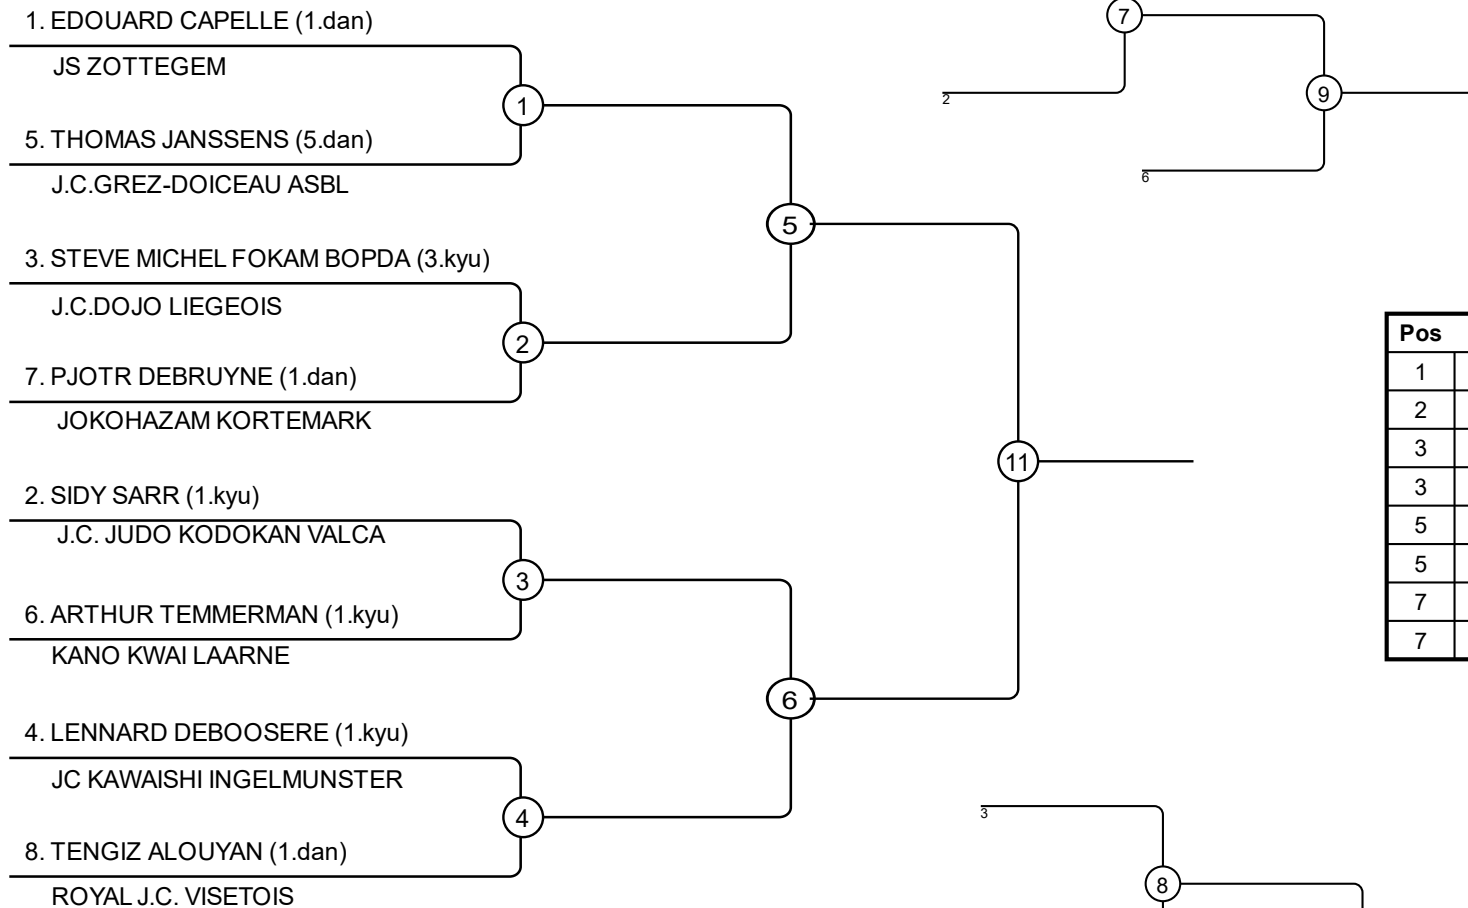 1. EDOUARD CAPELLE (1.dan)
JS ZOTTEGEM
1
5. THOMAS JANSSENS (5.dan)
J.C.GREZ-DOICEAU ASBL
5
3. STEVE MICHEL FOKAM BOPDA (3.kyu)
J.C.DOJO LIEGEOIS
2
7. PJOTR DEBRUYNE (1.dan)
JOKOHAZAM KORTEMARK
11
2. SIDY SARR (1.kyu)
J.C. JUDO KODOKAN VALCA
3
6. ARTHUR TEMMERMAN (1.kyu)
KANO KWAI LAARNE
6
4. LENNARD DEBOOSERE (1.kyu)
JC KAWAISHI INGELMUNSTER
4
8. TENGIZ ALOUYAN (1.dan)
ROYAL J.C. VISETOIS
7
2
9
6
Pos
1
2
3
3
5
5
7
7
3
8